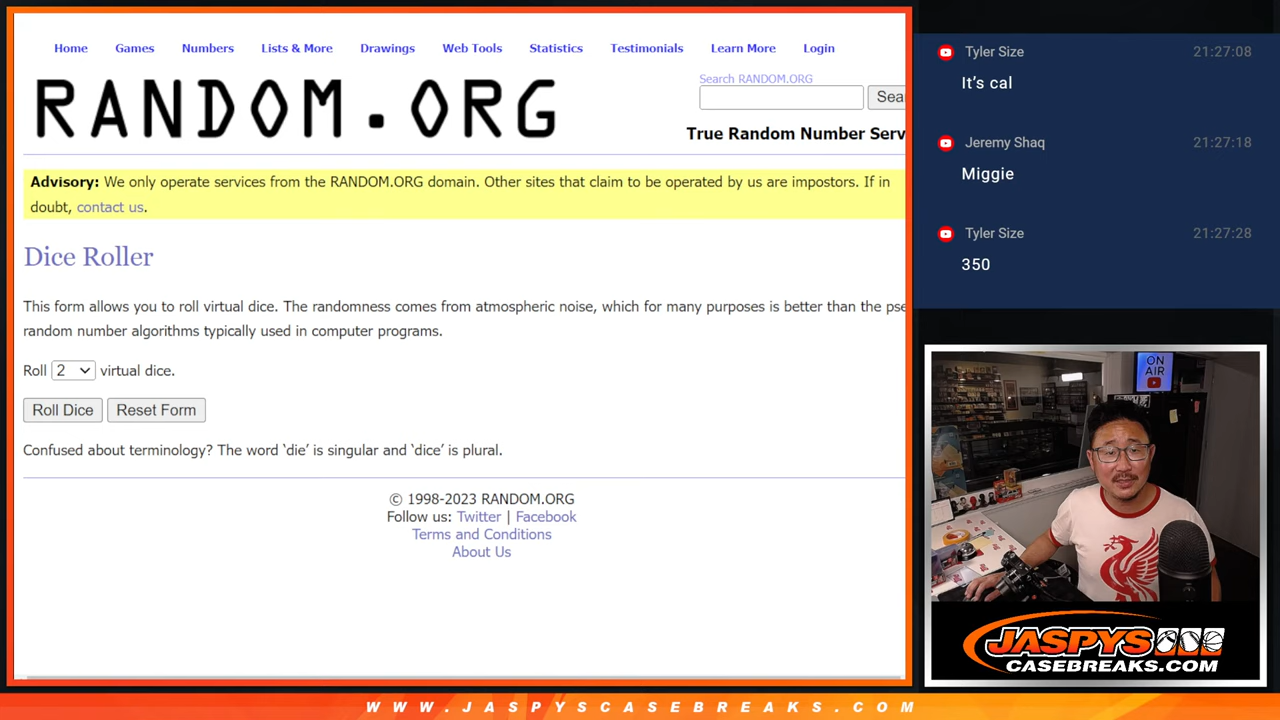 Home Games Numbers Lists & More Drawings Web Tools Statistics Testimonials Learn More Login
RANDOM.ORG
Search RANDOM.ORG
Sea
True Random Number Serv
Advisory: We only operate services from the RANDOM.ORG domain. Other sites that claim to be operated by us are impostors. If in
doubt, contact us.
Dice Roller
This form allows you to roll virtual dice. The randomness comes from atmospheric noise, which for many purposes is better than the pse
random number algorithms typically used in computer programs.
Roll 2 virtual dice.
Roll Dice Reset Form
Confused about terminology? The word ‘die’ is singular and ‘dice’ is plural.
© 1998-2023 RANDOM.ORG
Follow us: Twitter | Facebook
Terms and Conditions
About Us
Tyler Size 21:27:08
It’s cal
Jeremy Shaq 21:27:18
Miggie
Tyler Size 21:27:28
350
ON
AIR
JASPYS
CASEBREAKS.COM
WWW.JASPYSCASEBREAKS.COM